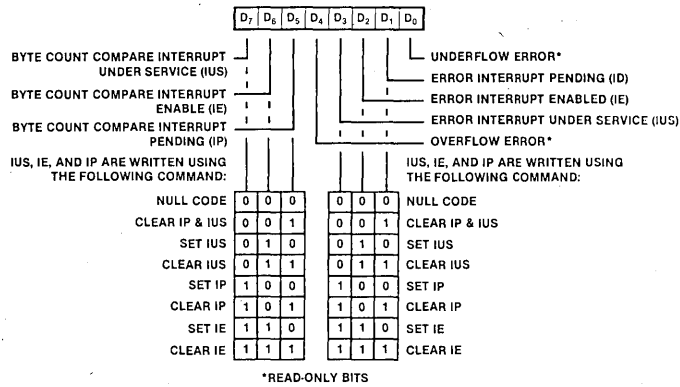 D7 D6 D5 D4 D3 D2 D1 D0
BYTE COUNT COMPARE INTERRUPT
UNDER SERVICE (IUS)
BYTE COUNT COMPARE INTERRUPT
ENABLE (IE)
BYTE COUNT COMPARE INTERRUPT
PENDING (IP)
UNDERFLOW ERROR*
ERROR INTERRUPT PENDING (ID)
ERROR INTERRUPT ENABLED (IE)
ERROR INTERRUPT UNDER SERVICE (IUS)
OVERFLOW ERROR*
IUS, IE, AND IP ARE WRITTEN USING
THE FOLLOWING COMMAND:
IUS, IE, AND IP ARE WRITTEN USING
THE FOLLOWING COMMAND:
NULL CODE 0 0 0 0 0 0 NULL CODE
CLEAR IP & IUS 0 0 1 0 0 1 CLEAR IP & IUS
SET IUS 0 1 0 0 1 0 SET IUS
CLEAR IUS 0 1 1 0 1 1 CLEAR IUS
SET IP 1 0 0 1 0 0 SET IP
CLEAR IP 1 0 1 1 0 1 CLEAR IP
SET IE 1 1 0 1 1 0 SET IE
CLEAR IE 1 1 1 1 1 1 CLEAR IE
*READ-ONLY BITS